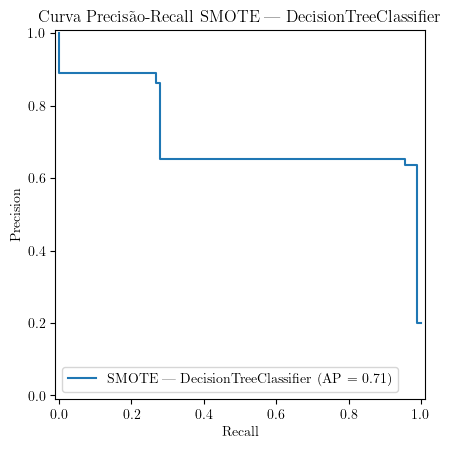 Curva Precisão-Recall SMOTE — DecisionTreeClassifier
1.0
0.8
0.6
0.4
0.2
0.0
Precision
SMOTE — DecisionTreeClassifier (AP = 0.71)
0.0 0.2 0.4 0.6 0.8 1.0
Recall